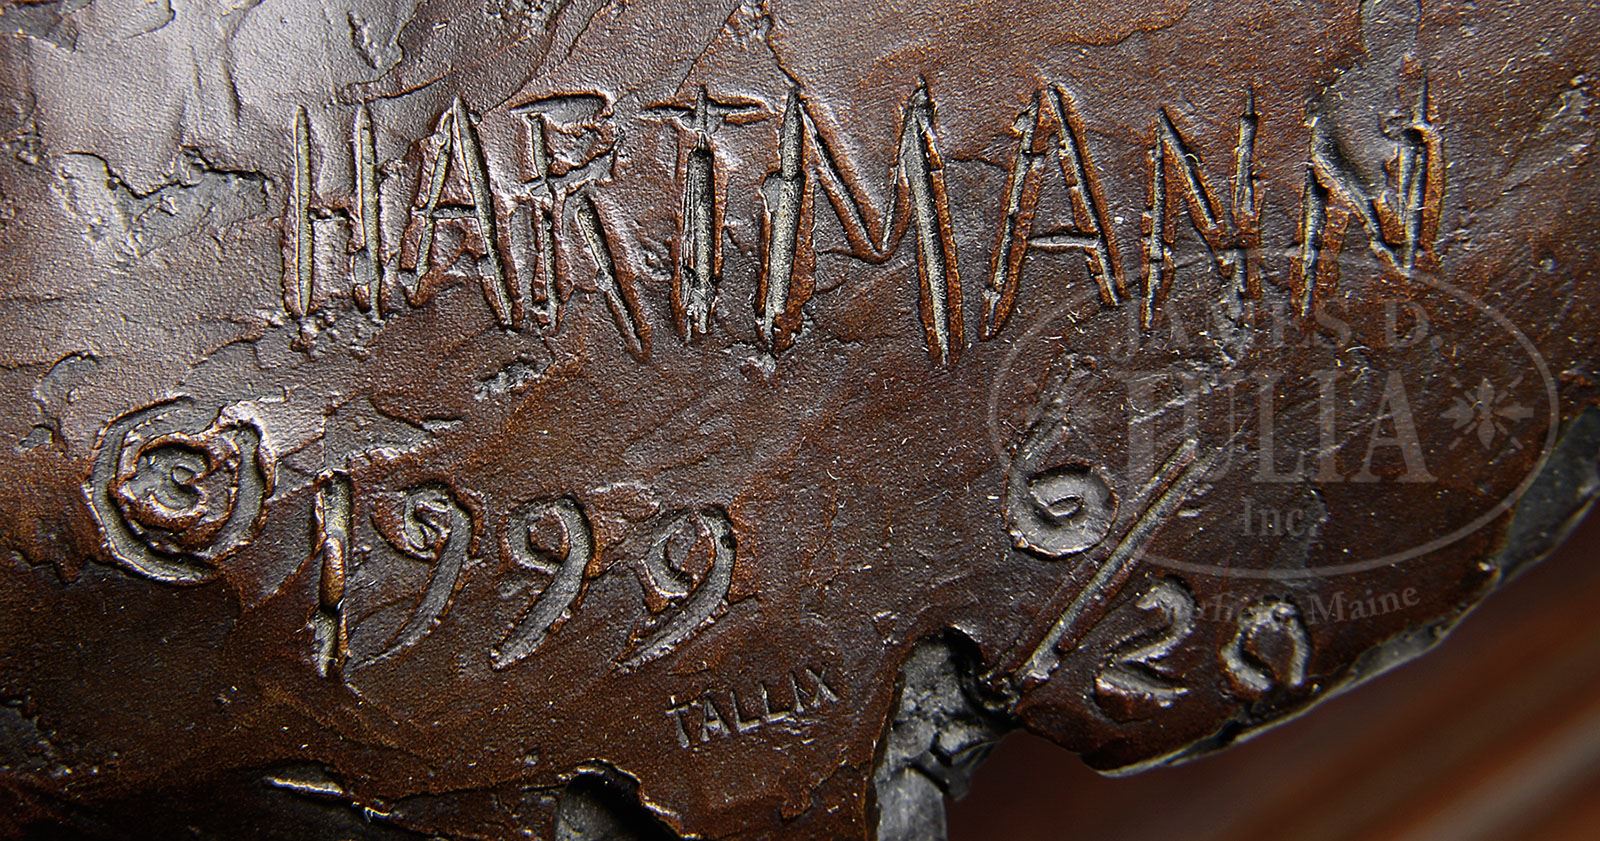 HARTMANN
© 1999
6/20
TALLIX
JAMES D.
JULIA
Inc.
Fairfield, Maine